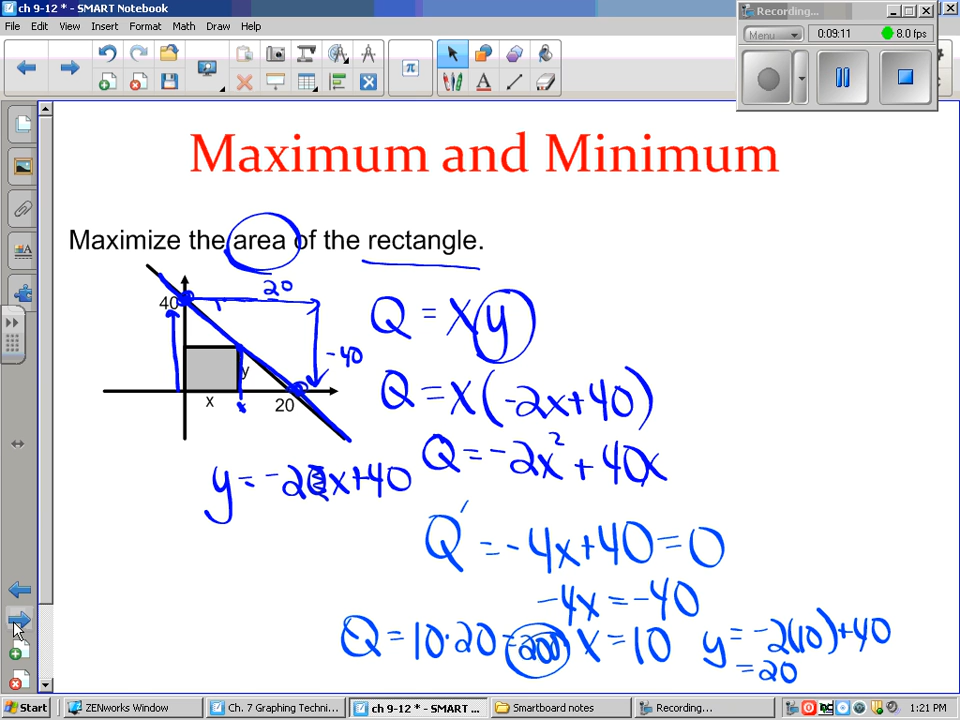 ch 9-12 * - SMART Notebook
File Edit View Insert Format Math Draw Help
Recording...
Menu 0:09:11 8.0 fps
π
A
Maximum and Minimum
Maximize the area of the rectangle.
40
20
-40
y
x
x
20
Q = xy
Q = x(-2x+40)
Q = -2x² + 40x
y = -2x+40
Q' = -4x+40 = 0
-4x = -40
Q = 10·20 = 200 x = 10 y = -2(10)+40
= 20
Start ZENworks Window Ch. 7 Graphing Techni... ch 9-12 * - SMART ... Smartboard notes Recording... 1:21 PM